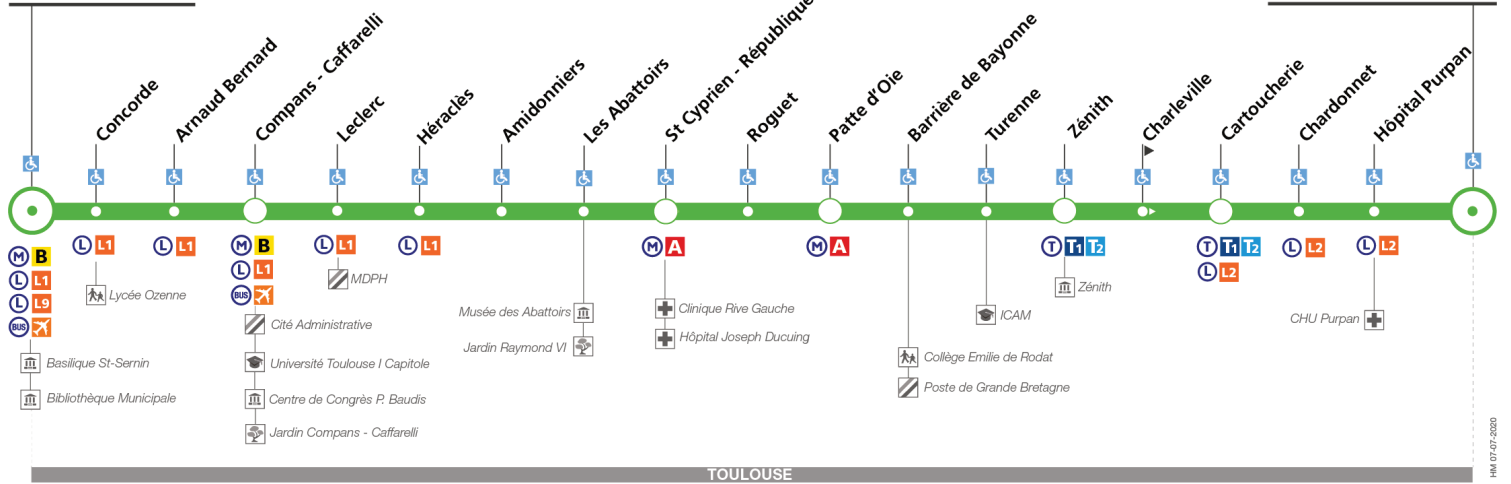 Concorde
Arnaud Bernard
Compans - Caffarelli
Leclerc
Héraclès
Amidonniers
Les Abattoirs
St Cyprien - République
Roguet
Patte d'Oie
Barrière de Bayonne
Turenne
Zénith
Charleville
Cartoucherie
Chardonnet
Hôpital Purpan
M B
L L1
L L9
BUS
Basilique St-Sernin
Bibliothèque Municipale
L L1
Lycée Ozenne
L L1
M B
L L1
BUS
Cité Administrative
Université Toulouse I Capitole
Centre de Congrès P. Baudis
Jardin Compans - Caffarelli
L L1
MDPH
L L1
Musée des Abattoirs
Jardin Raymond VI
M A
Clinique Rive Gauche
Hôpital Joseph Ducuing
M A
Collège Emilie de Rodat
Poste de Grande Bretagne
ICAM
T T1 T2
Zénith
T T1 T2
L L2
L L2
L L2
CHU Purpan
TOULOUSE
HM 07-07-2020